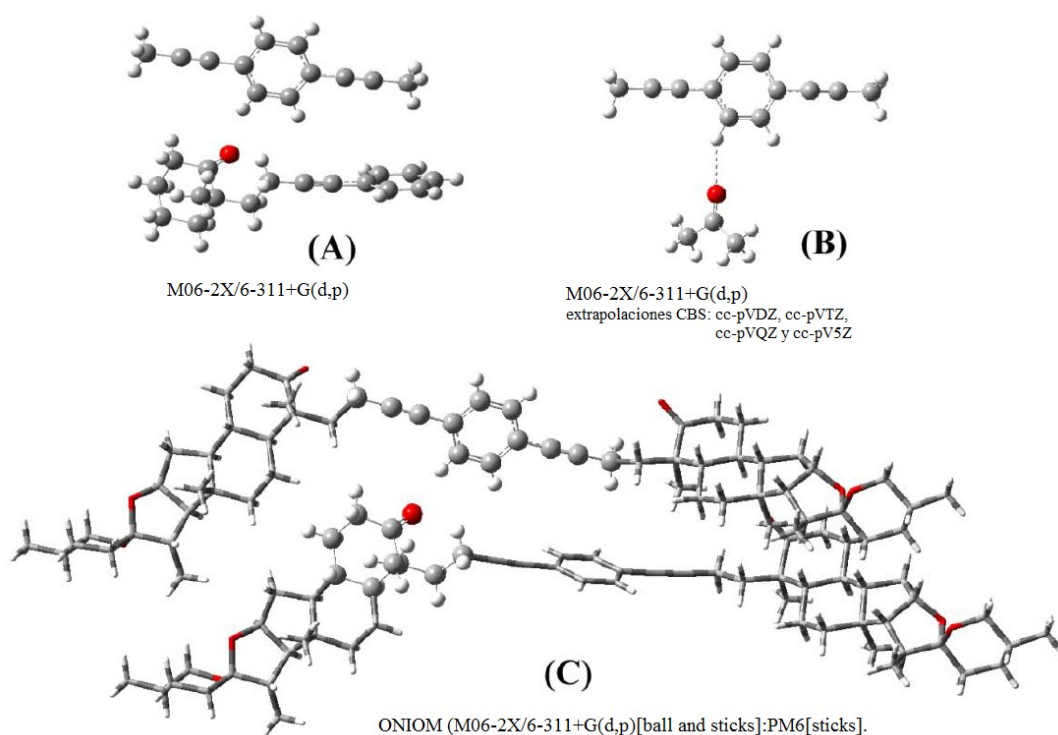 (A)
M06-2X/6-311+G(d,p)
(B)
M06-2X/6-311+G(d,p)
extrapolaciones CBS: cc-pVDZ, cc-pVTZ,
cc-pVQZ y cc-pV5Z
(C)
ONIOM (M06-2X/6-311+G(d,p)[ball and sticks]:PM6[sticks].